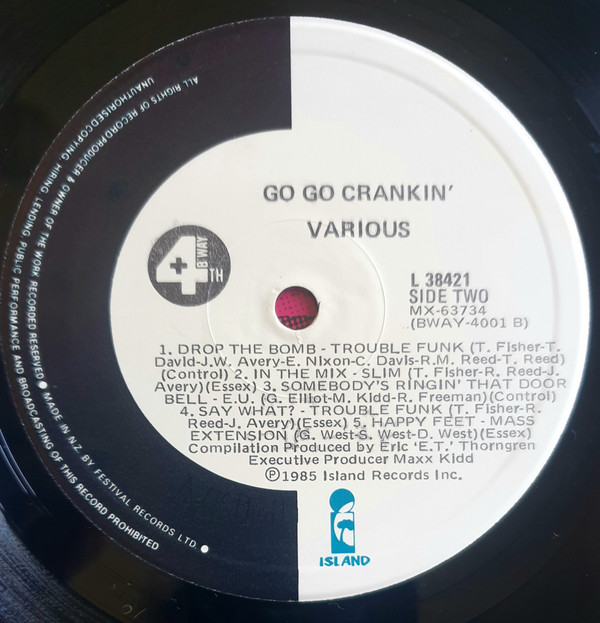 GO GO CRANKIN'
VARIOUS
4+ B'WAY TH
L 38421
SIDE TWO
MX-63734
(BWAY-4001 B)
1. DROP THE BOMB - TROUBLE FUNK (T. Fisher-T.
David-J.W. Avery-E. Nixon-C. Davis-R.M. Reed-T. Reed)
(Control) 2. IN THE MIX - SLIM (T. Fisher-R. Reed-J.
Avery)(Essex) 3. SOMEBODY'S RINGIN' THAT DOOR
BELL - E.U. (G. Elliot-M. Kidd-R. Freeman)(Control)
4. SAY WHAT? - TROUBLE FUNK (T. Fisher-R.
Reed-J. Avery)(Essex) 5. HAPPY FEET - MASS
EXTENSION (G. West-S. West-D. West)(Essex)
Compilation Produced by Eric 'E.T.' Thorngren
Executive Producer Maxx Kidd
℗1985 Island Records Inc.
ISLAND
ALL RIGHTS OF RECORD PRODUCER & OWNER OF THE WORK RECORDED RESERVED ● MADE IN N.Z. BY FESTIVAL RECORDS LTD. ●
UNAUTHORISED COPYING, HIRING, LENDING, PUBLIC PERFORMANCE AND BROADCASTING OF THIS RECORD PROHIBITED